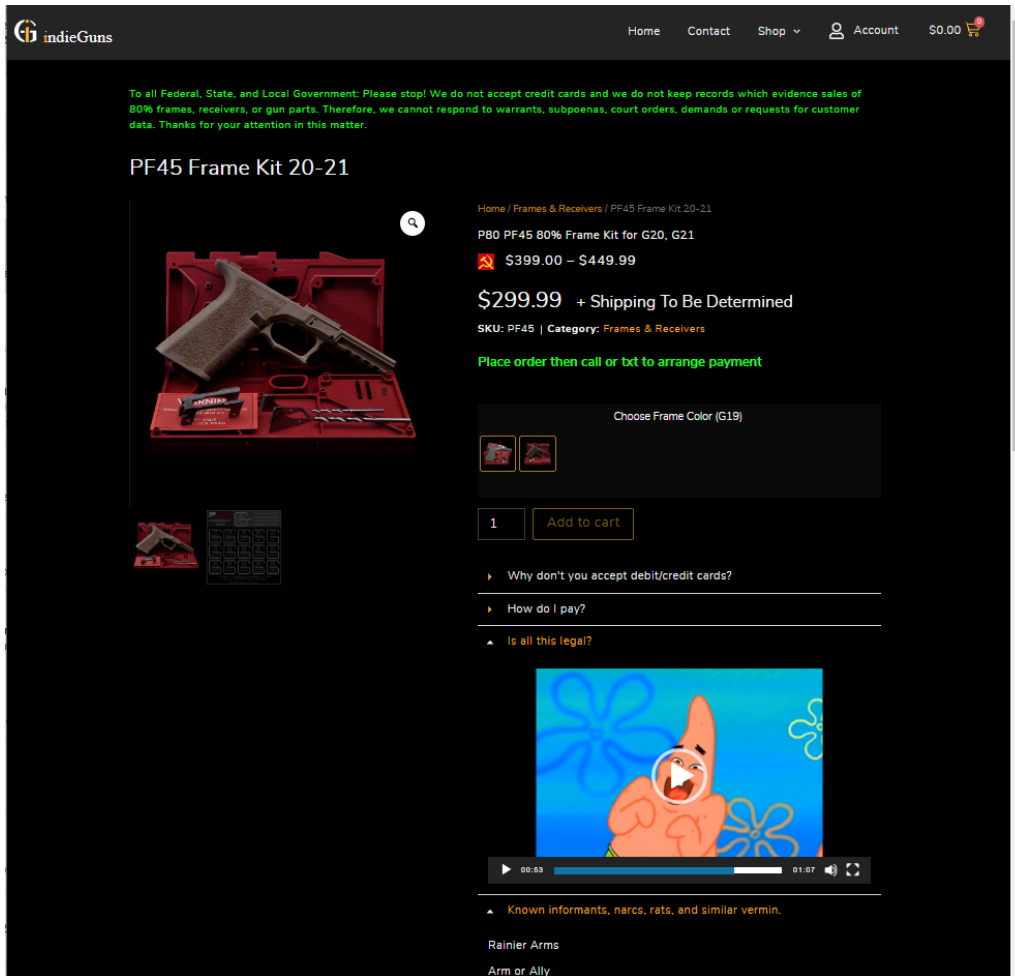 indieGuns
Home Contact Shop Account $0.00 0
To all Federal, State, and Local Government: Please stop! We do not accept credit cards and we do not keep records which evidence sales of
80% frames, receivers, or gun parts. Therefore, we cannot respond to warrants, subpoenas, court orders, demands or requests for customer
data. Thanks for your attention in this matter.
PF45 Frame Kit 20-21
Home / Frames & Receivers / PF45 Frame Kit 20-21
P80 PF45 80% Frame Kit for G20, G21
$399.00 – $449.99
$299.99 + Shipping To Be Determined
SKU: PF45 | Category: Frames & Receivers
Place order then call or txt to arrange payment
WARNING
Choose Frame Color (G19)
1 Add to cart
Why don't you accept debit/credit cards?
How do I pay?
Is all this legal?
00:53 01:07
Known informants, narcs, rats, and similar vermin.
Rainier Arms
Arm or Ally